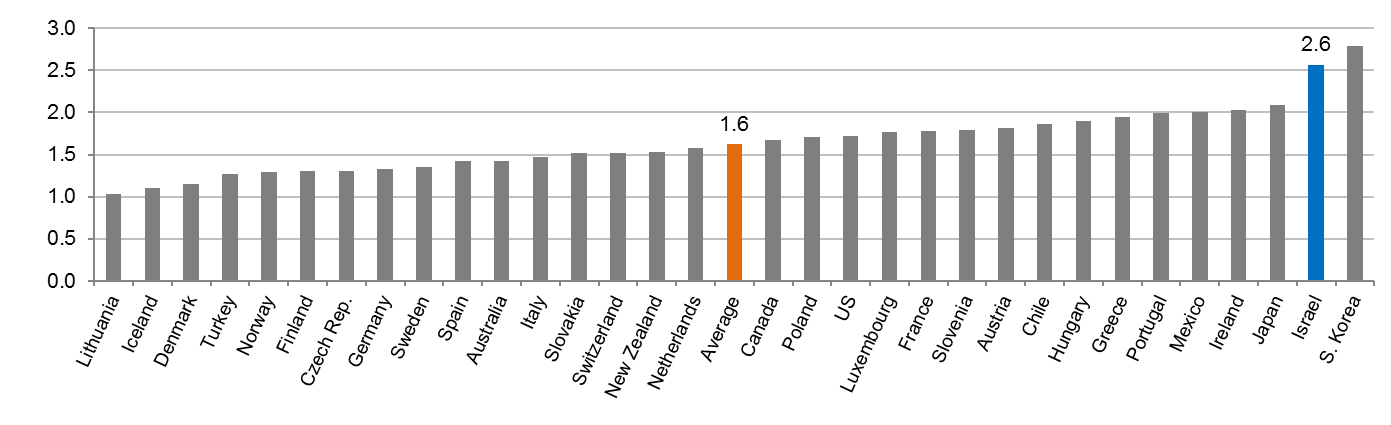 3.0
2.5
2.0
1.5
1.0
0.5
0.0
1.6
2.6
Lithuania
Iceland
Denmark
Turkey
Norway
Finland
Czech Rep.
Germany
Sweden
Spain
Australia
Italy
Slovakia
Switzerland
New Zealand
Netherlands
Average
Canada
Poland
US
Luxembourg
France
Slovenia
Austria
Chile
Hungary
Greece
Portugal
Mexico
Ireland
Japan
Israel
S. Korea